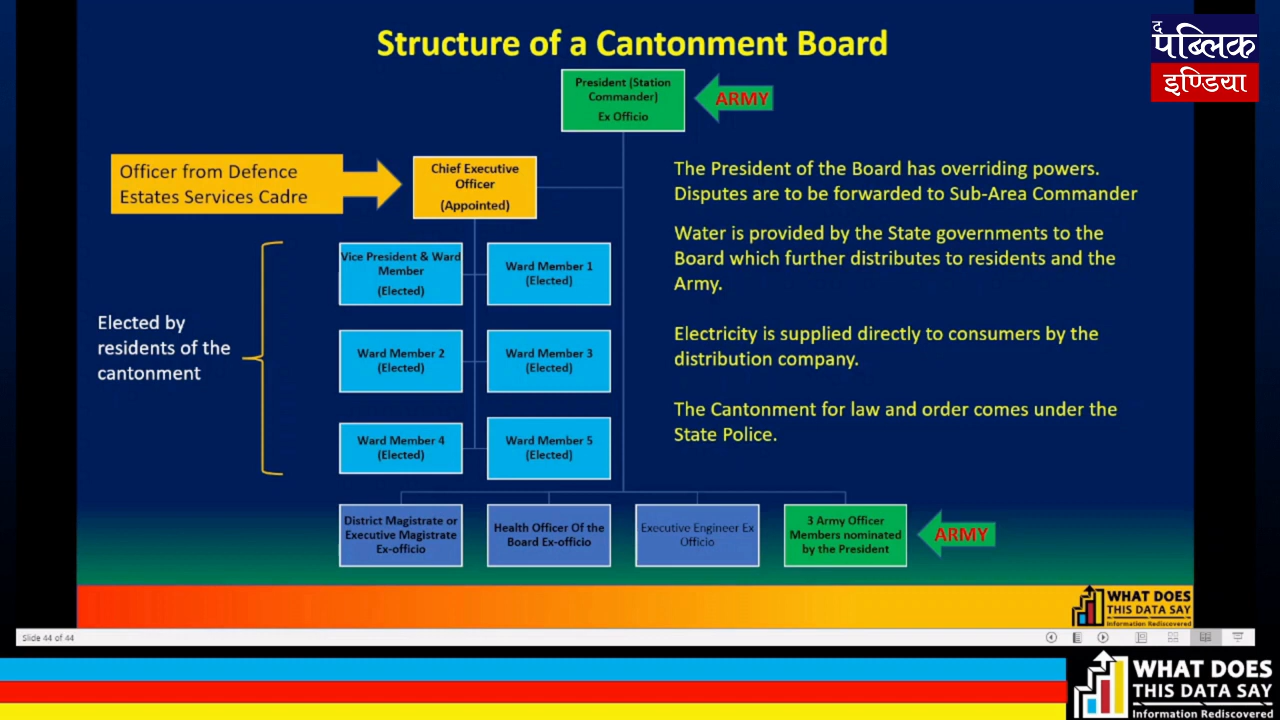 Structure of a Cantonment Board
द
पब्लिक
इण्डिया
President (Station
Commander)
Ex Officio
ARMY
Officer from Defence
Estates Services Cadre
Chief Executive
Officer
(Appointed)
The President of the Board has overriding powers.
Disputes are to be forwarded to Sub-Area Commander
Water is provided by the State governments to the
Board which further distributes to residents and the
Army.
Electricity is supplied directly to consumers by the
distribution company.
The Cantonment for law and order comes under the
State Police.
Elected by
residents of the
cantonment
Vice President & Ward
Member
(Elected)
Ward Member 1
(Elected)
Ward Member 2
(Elected)
Ward Member 3
(Elected)
Ward Member 4
(Elected)
Ward Member 5
(Elected)
District Magistrate or
Executive Magistrate
Ex-officio
Health Officer Of the
Board Ex-officio
Executive Engineer Ex
Officio
3 Army Officer
Members nominated
by the President
ARMY
WHAT DOES
THIS DATA SAY
Information Rediscovered
Slide 44 of 44
WHAT DOES
THIS DATA SAY
Information Rediscovered